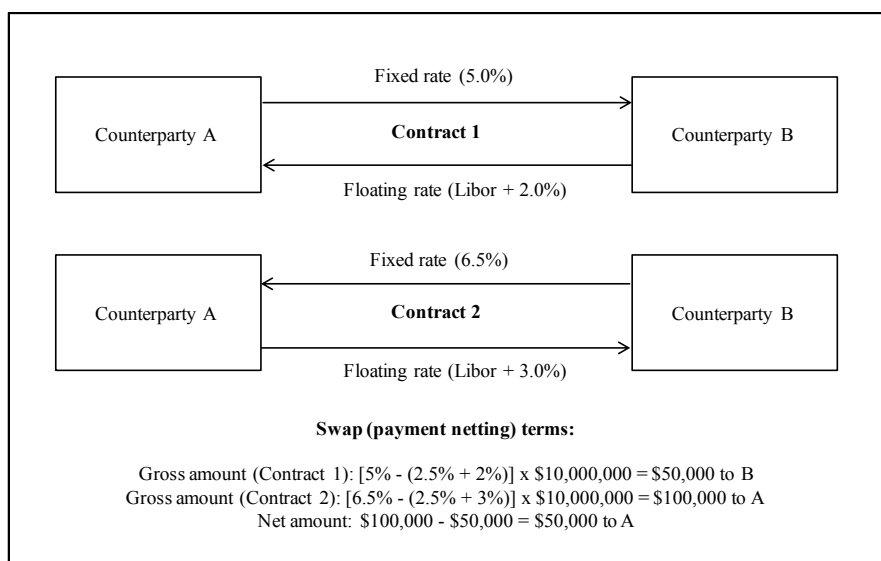 Fixed rate (5.0%)
Counterparty A
Contract 1
Counterparty B
Floating rate (Libor + 2.0%)
Fixed rate (6.5%)
Counterparty A
Contract 2
Counterparty B
Floating rate (Libor + 3.0%)
Swap (payment netting) terms:
Gross amount (Contract 1): [5% - (2.5% + 2%)] x $10,000,000 = $50,000 to B
Gross amount (Contract 2): [6.5% - (2.5% + 3%)] x $10,000,000 = $100,000 to A
Net amount: $100,000 - $50,000 = $50,000 to A